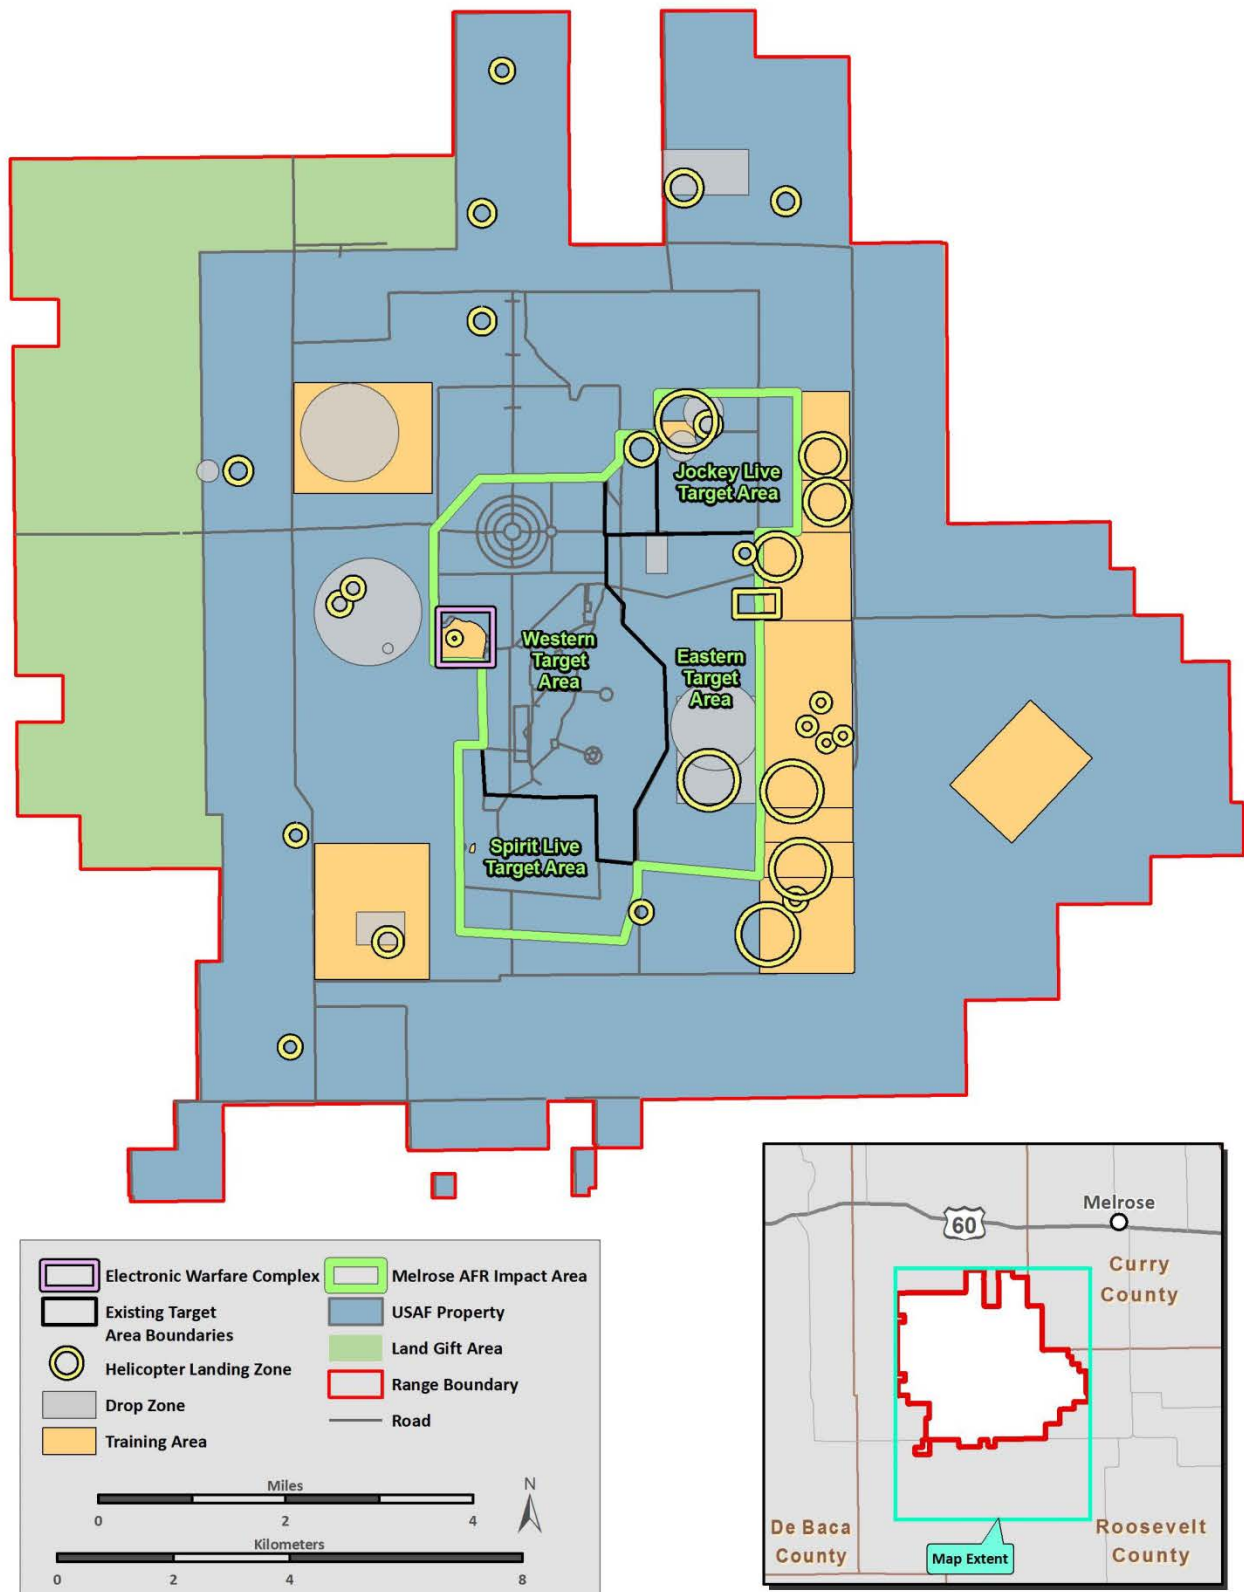 Jockey Live
Target Area
Western
Target
Area
Eastern
Target
Area
Spirit Live
Target Area
Electronic Warfare Complex
Existing Target
Area Boundaries
Helicopter Landing Zone
Drop Zone
Training Area
Melrose AFR Impact Area
USAF Property
Land Gift Area
Range Boundary
Road
Miles
0 2 4
N
Kilometers
0 2 4 8
Melrose
60
Curry
County
De Baca
County
Roosevelt
County
Map Extent